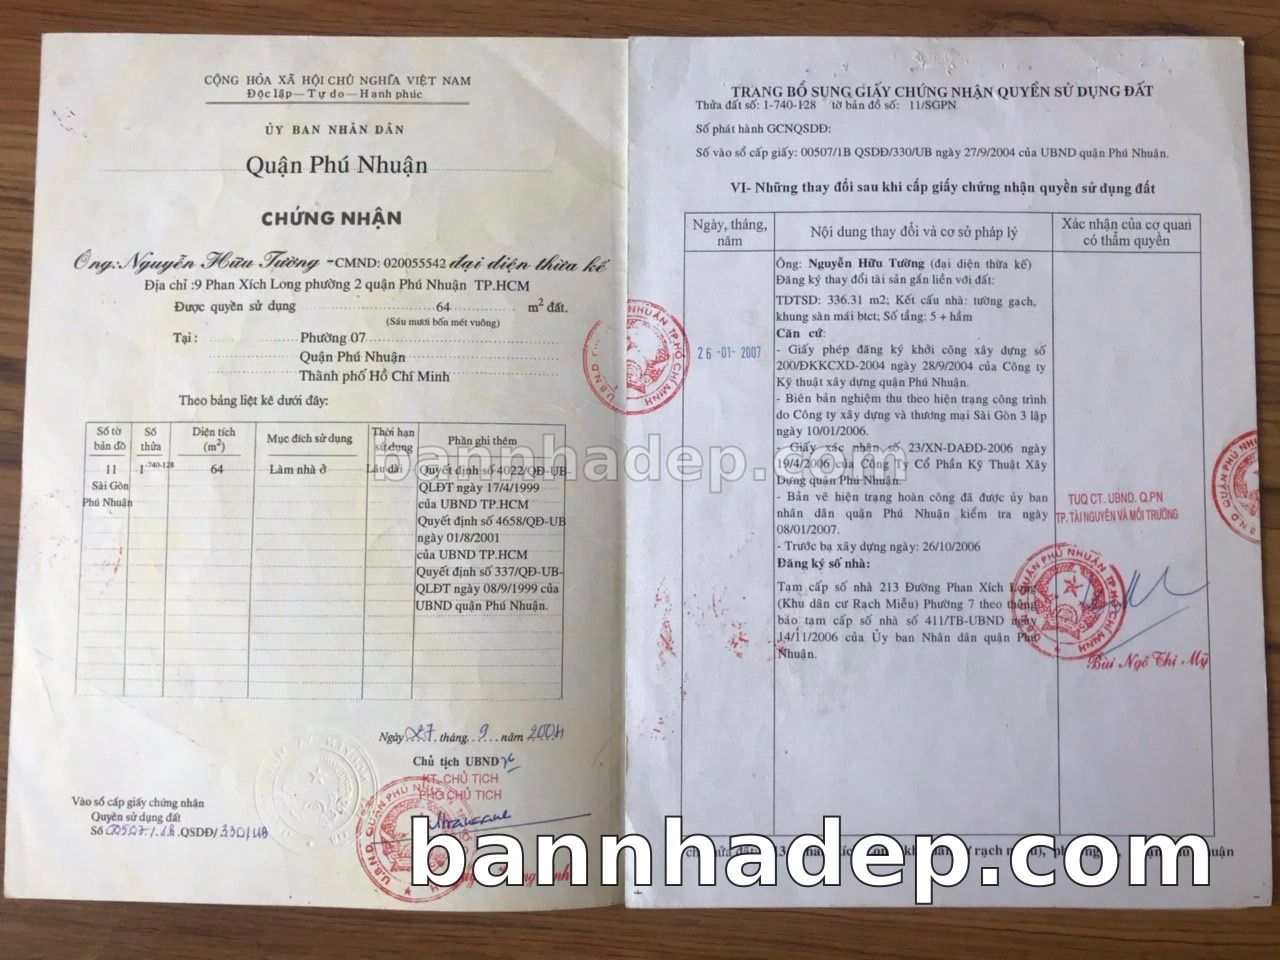 CỘNG HÒA XÃ HỘI CHỦ NGHĨA VIỆT NAM
Độc lập — Tự do — Hạnh phúc
ỦY BAN NHÂN DÂN
Quận Phú Nhuận
CHỨNG NHẬN
Ông: Nguyễn Hữu Tường -CMND: 020055542 đại diện thừa kế
Địa chỉ :9 Phan Xích Long phường 2 quận Phú Nhuận TP.HCM
Được quyền sử dụng 64 m² đất.
(Sáu mươi bốn mét vuông)
Tại : Phường 07
Quận Phú Nhuận
Thành phố Hồ Chí Minh
Theo bảng liệt kê dưới đây:
Số tờ bản đồ Số thửa Diện tích (m²) Mục đích sử dụng Thời hạn sử dụng Phần ghi thêm
11 1-740-128 64 Làm nhà ở Lâu dài Quyết định số 4022/QĐ-UB-
Sài Gòn QLĐT ngày 17/4/1999
Phú Nhuận của UBND TP.HCM
Quyết định số 4658/QĐ-UB
ngày 01/8/2001
của UBND TP.HCM
Quyết định số 337/QĐ-UB-
QLĐT ngày 08/9/1999 của
UBND quận Phú Nhuận.
Ngày 27 tháng 9 năm 2004
Chủ tịch UBND
KT. CHỦ TỊCH
PHÓ CHỦ TỊCH
Vào sổ cấp giấy chứng nhận
Quyền sử dụng đất
Số 00507/1B QSDĐ/ 330/UB
TRANG BỔ SUNG GIẤY CHỨNG NHẬN QUYỀN SỬ DỤNG ĐẤT
Thửa đất số: 1-740-128 tờ bản đồ số: 11/SGPN
Số phát hành GCNQSDĐ:
Số vào sổ cấp giấy: 00507/1B QSDĐ/330/UB ngày 27/9/2004 của UBND quận Phú Nhuận.
VI- Những thay đổi sau khi cấp giấy chứng nhận quyền sử dụng đất
Ngày, tháng, năm Nội dung thay đổi và cơ sở pháp lý Xác nhận của cơ quan có thẩm quyền
26 -01- 2007
Ông: Nguyễn Hữu Tường (đại diện thừa kế)
Đăng ký thay đổi tài sản gắn liền với đất:
TDTSD: 336.31 m2; Kết cấu nhà: tường gạch,
khung sàn mái btct; Số tầng: 5 + hầm
Căn cứ:
- Giấy phép đăng ký khởi công xây dựng số
200/ĐKKCXD-2004 ngày 28/9/2004 của Công ty
Kỹ thuật xây dựng quận Phú Nhuận.
- Biên bản nghiệm thu theo hiện trạng công trình
do Công ty xây dựng và thương mại Sài Gòn 3 lập
ngày 10/01/2006.
- Giấy xác nhận số 23/XN-DAĐD-2006 ngày
19/4/2006 của Công Ty Cổ Phần Kỹ Thuật Xây
Dựng quận Phú Nhuận.
- Bản vẽ hiện trạng hoàn công đã được ủy ban
nhân dân quận Phú Nhuận kiểm tra ngày
08/01/2007.
- Trước bạ xây dựng ngày: 26/10/2006
Đăng ký số nhà:
Tạm cấp số nhà 213 Đường Phan Xích Long
(Khu dân cư Rạch Miễu) Phường 7 theo thông
báo tạm cấp số nhà số 411/TB-UBND ngày
14/11/2006 của Ủy ban Nhân dân quận Phú
Nhuận.
TUQ CT. UBND. Q.PN
TP. TÀI NGUYÊN VÀ MÔI TRƯỜNG
Bùi Ngô Thị Mỹ
U.B.N.D QUẬN PHÚ NHUẬN TP.HỒ CHÍ MINH
bannhadep.com
bannhadep.com